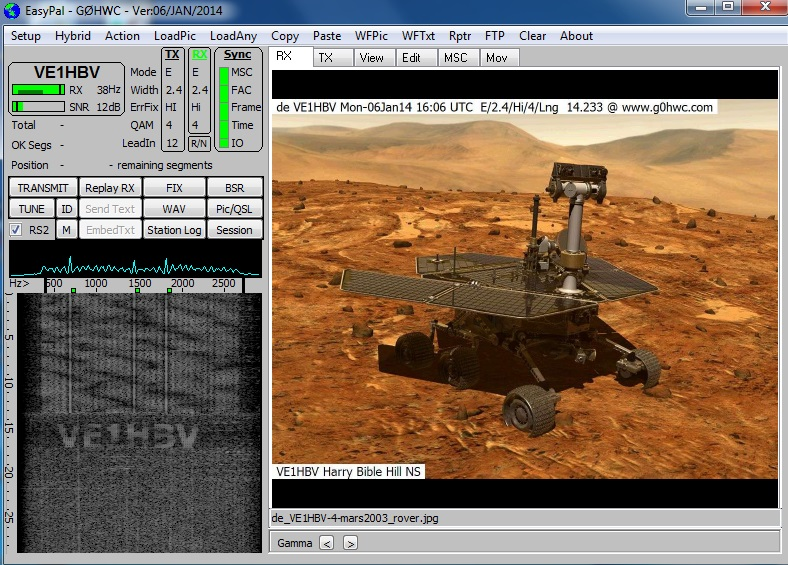 EasyPal - GØHWC - Ver:06/JAN/2014
Setup Hybrid Action LoadPic LoadAny Copy Paste WFPic WFTxt Rptr FTP Clear About
TX RX Sync
VE1HBV
RX 38Hz
SNR 12dB
Mode E E MSC
Width 2.4 2.4 FAC
ErrFix HI Hi Frame
QAM 4 4 Time
LeadIn 12 R/N IO
Total -
OK Segs -
Position - - remaining segments
TRANSMIT Replay RX FIX BSR
TUNE ID Send Text WAV Pic/QSL
RS2 M EmbedTxt Station Log Session
Hz> 500 1000 1500 2000 2500
0
-5
-10
-15
-20
-25
VE1HBV
RX TX View Edit MSC Mov
de VE1HBV Mon-06Jan14 16:06 UTC E/2.4/Hi/4/Lng 14.233 @ www.g0hwc.com
VE1HBV Harry Bible Hill NS
de_VE1HBV-4-mars2003_rover.jpg
Gamma < >